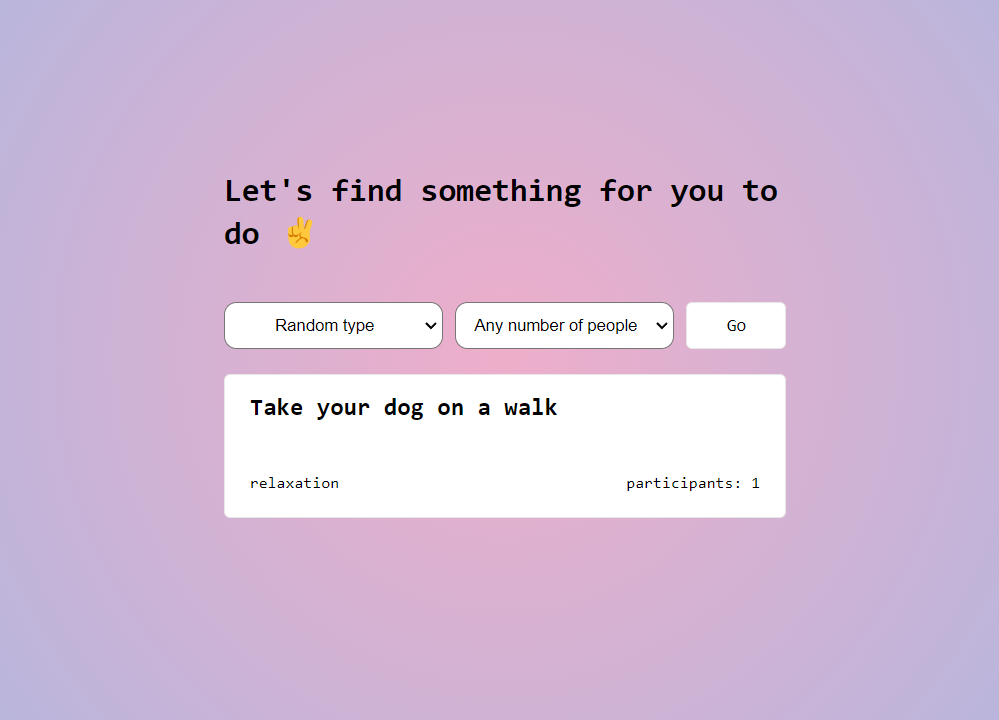 Let's find something for you to
do ✌️
Random type Any number of people Go
Take your dog on a walk
relaxation participants: 1